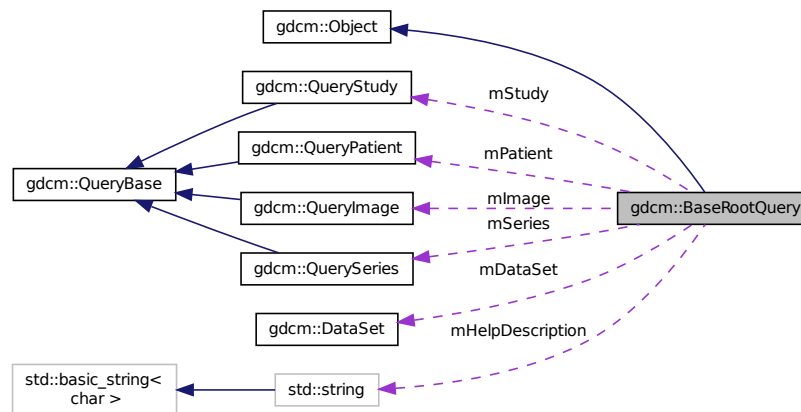 gdcm::Object
gdcm::QueryStudy
mStudy
gdcm::QueryPatient
mPatient
gdcm::QueryBase
gdcm::QueryImage
mImage
gdcm::BaseRootQuery
mSeries
gdcm::QuerySeries
mDataSet
gdcm::DataSet
mHelpDescription
std::basic_string<
char >
std::string